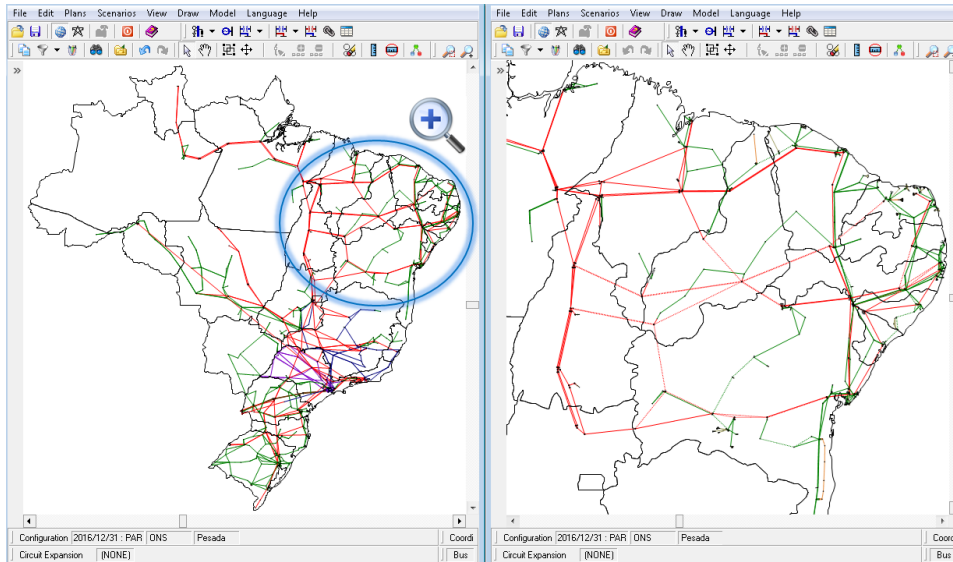 File Edit Plans Scenarios View Draw Model Language Help
Configuration 2016/12/31 : PAR ONS Pesada Coordi
Circuit Expansion (NONE) Bus
File Edit Plans Scenarios View Draw Model Language Help
Configuration 2016/12/31 : PAR ONS Pesada Coord
Circuit Expansion (NONE) Bus